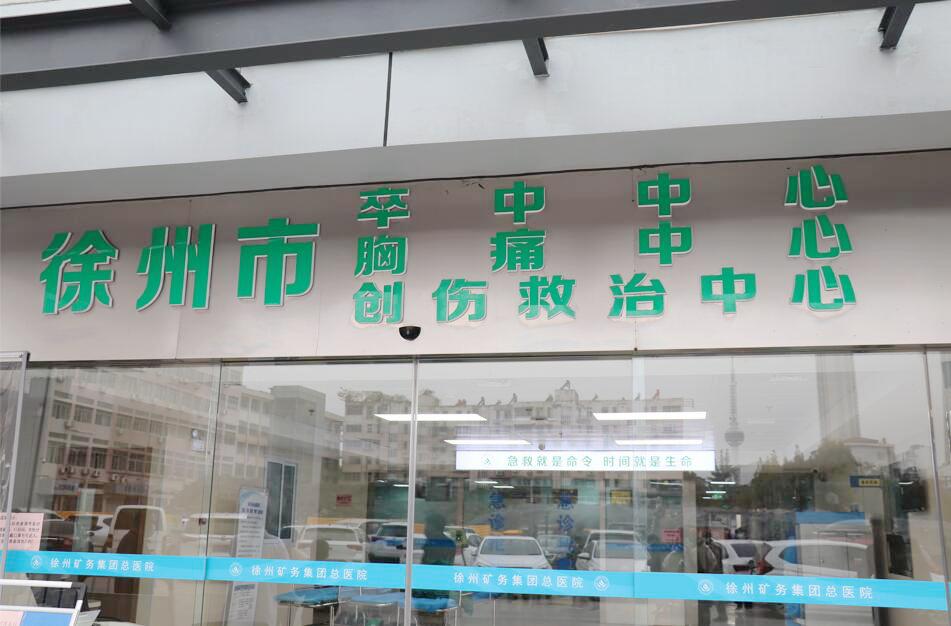 徐州市
卒中中心
胸痛中心
创伤救治中心
急救就是命令 时间就是生命
急诊
急诊
徐州矿务集团总医院
徐州矿务集团总医院
徐州矿务集团总医院
徐州矿务集团总医院